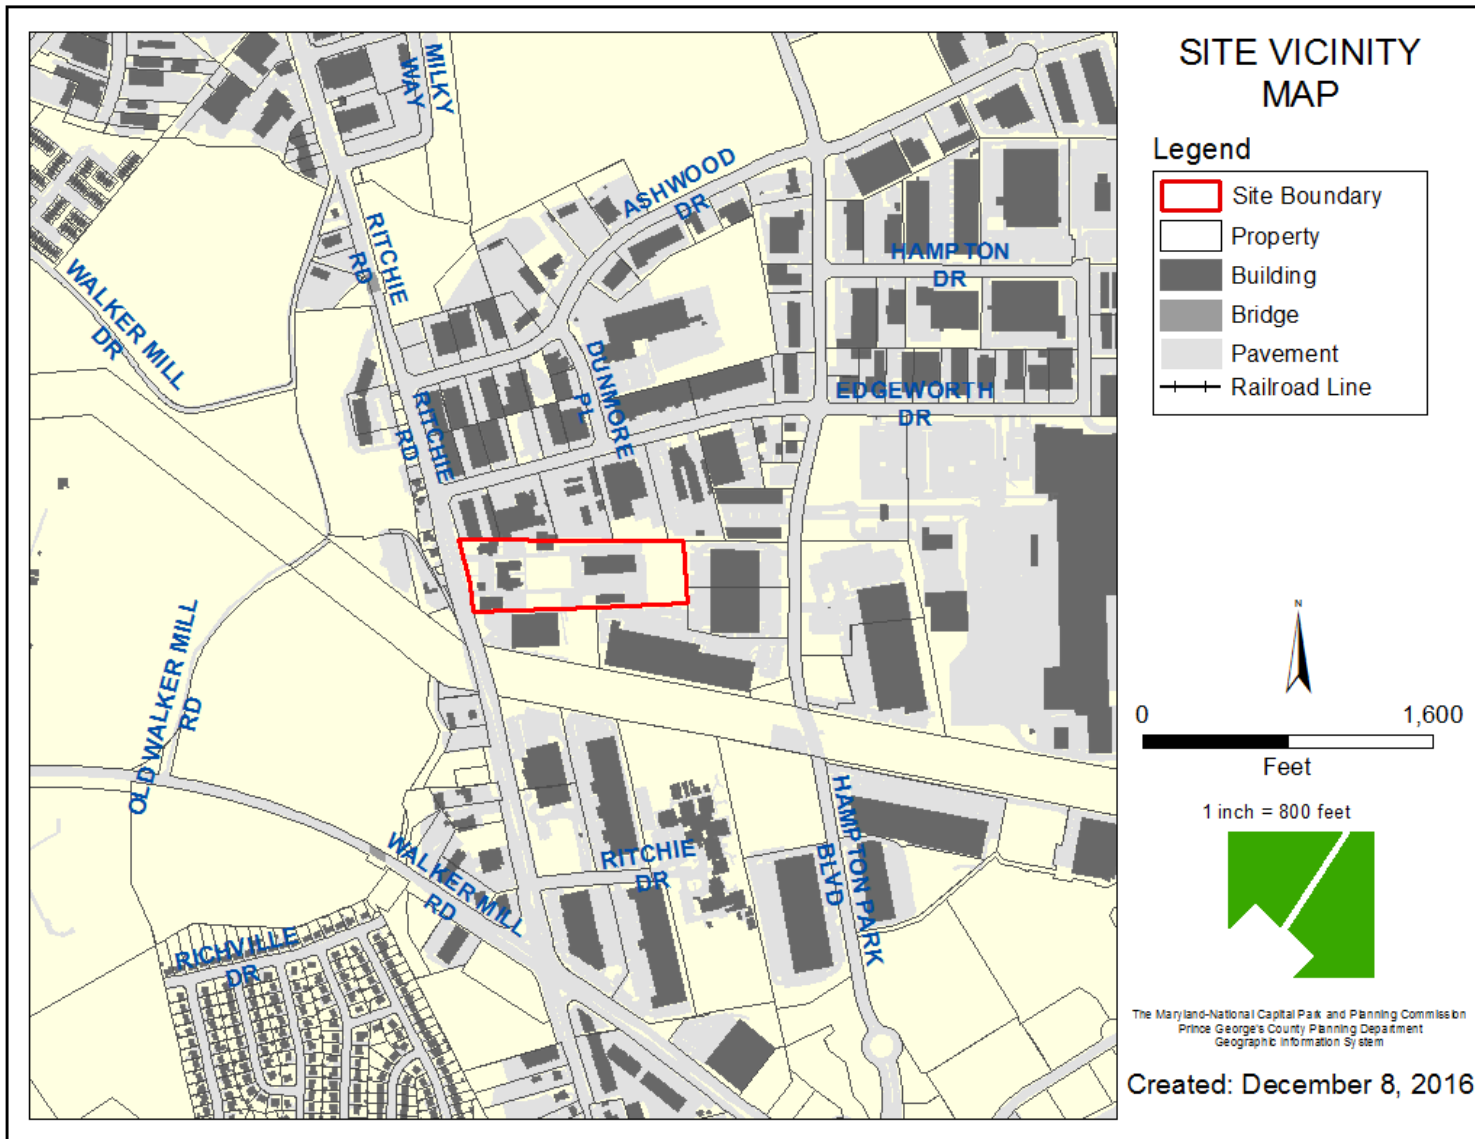 SITE VICINITY
MAP
Legend
Site Boundary
Property
Building
Bridge
Pavement
Railroad Line
N
0 1,600
Feet
1 inch = 800 feet
The Maryland-National Capital Park and Planning Commission
Prince George's County Planning Department
Geographic Information System
Created: December 8, 2016
MILKY
WAY
ASHWOOD
DR
RITCHIE
RD
HAMPTON
DR
WALKER MILL
DR
DUNMORE
PL
EDGEWORTH
DR
RITCHIE
RD
OLD WALKER MILL
RD
HAMPTON PARK
BLVD
WALKER MILL
RD
RITCHIE
DR
RICHVILLE
DR